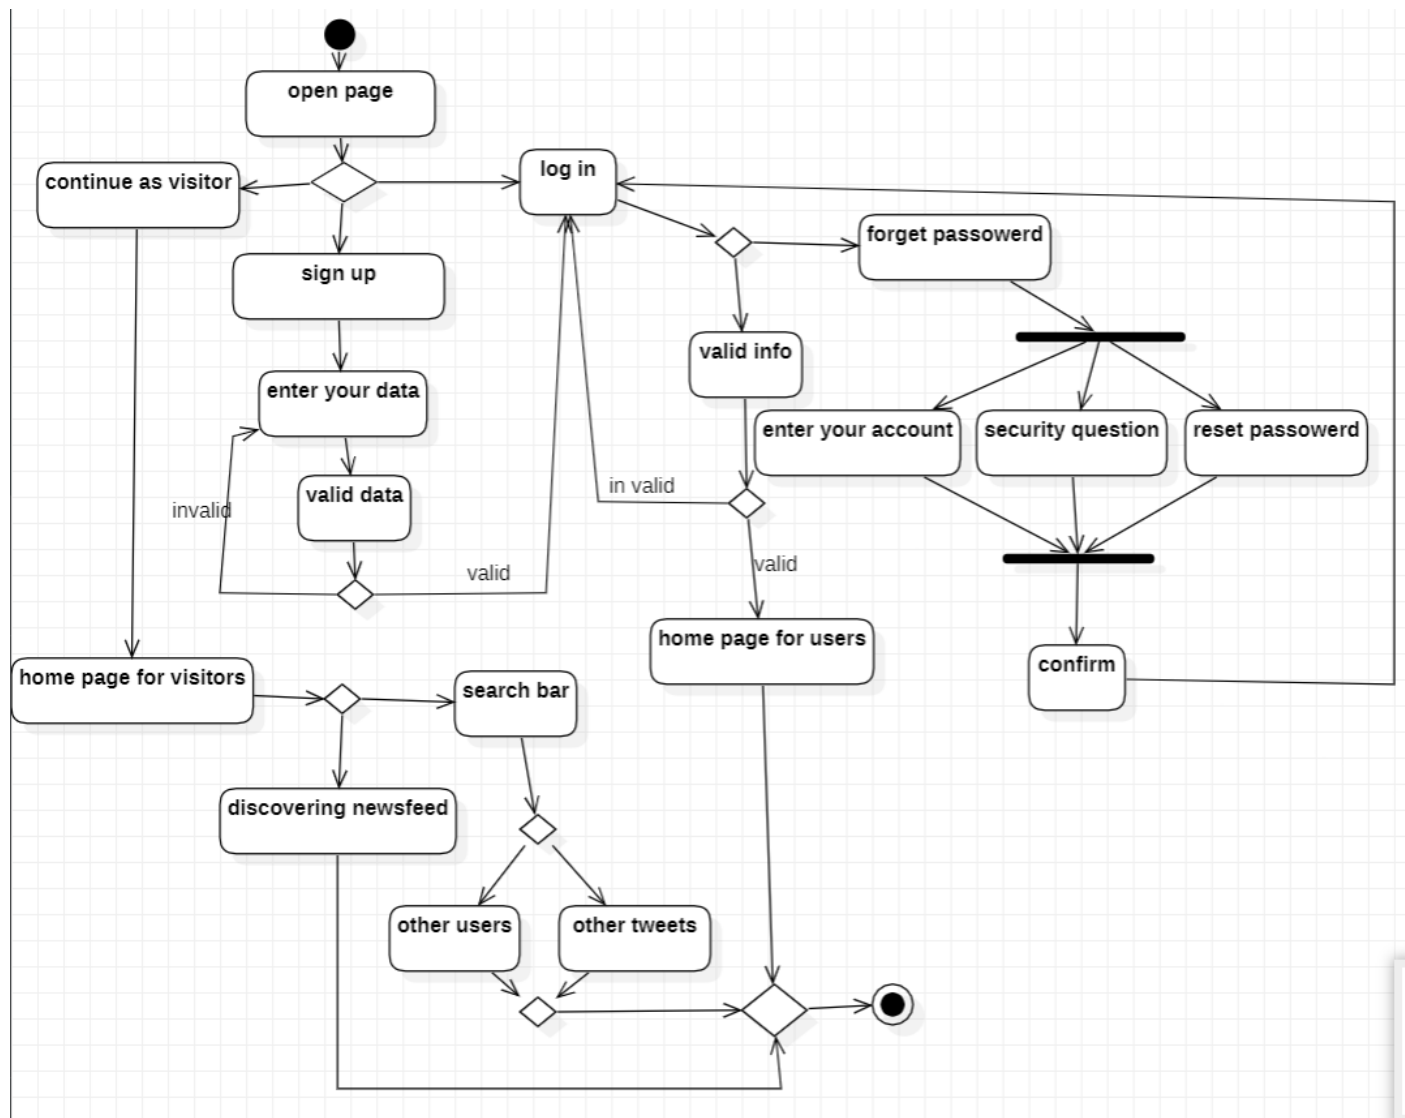 open page
continue as visitor
log in
sign up
forget passowerd
valid info
enter your data
enter your account
security question
reset passowerd
valid data
in valid
invalid
valid
valid
home page for users
confirm
home page for visitors
search bar
discovering newsfeed
other users
other tweets